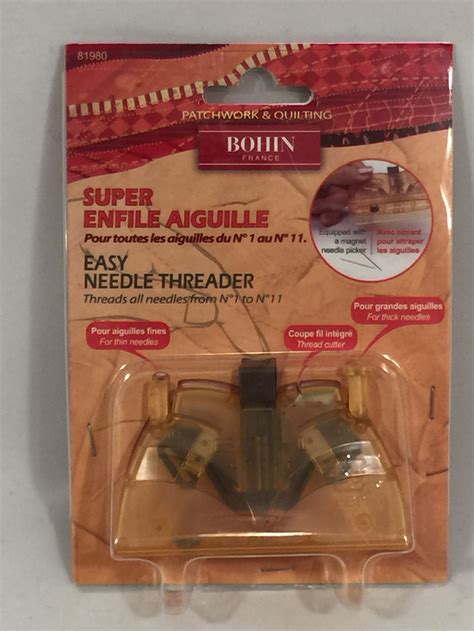 81980
PATCHWORK & QUILTING
BOHIN
FRANCE
SUPER
ENFILE AIGUILLE
Pour toutes les aiguilles du N° 1 au N° 11.
EASY
NEEDLE THREADER
Threads all needles from N°1 to N°11
Equipped with
a magnet
needle picker
Avec aimant
pour attraper
les aiguilles
Pour aiguilles fines
For thin needles
Coupe fil intégré
Thread cutter
Pour grandes aiguilles
For thick needles